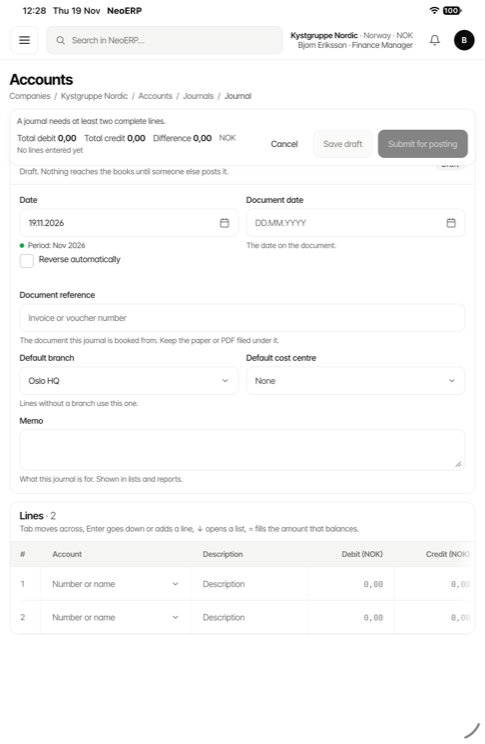 12:28 Thu 19 Nov NeoERP
100
Search in NeoERP...
Kystgruppe Nordic · Norway · NOK
Bjorn Eriksson · Finance Manager
B
Accounts
Companies / Kystgruppe Nordic / Accounts / Journals / Journal
A journal needs at least two complete lines.
Total debit 0,00 Total credit 0,00 Difference 0,00 NOK
No lines entered yet
Cancel
Save draft
Submit for posting
Draft. Nothing reaches the books until someone else posts it.
Date
Document date
19.11.2026
DD.MM.YYYY
Period: Nov 2026
The date on the document.
Reverse automatically
Document reference
Invoice or voucher number
The document this journal is booked from. Keep the paper or PDF filed under it.
Default branch
Default cost centre
Oslo HQ
None
Lines without a branch use this one.
Memo
What this journal is for. Shown in lists and reports.
Lines · 2
Tab moves across, Enter goes down or adds a line, ↓ opens a list, = fills the amount that balances.
# Account Description Debit (NOK) Credit (NOK)
1 Number or name Description 0,00 0,00
2 Number or name Description 0,00 0,00